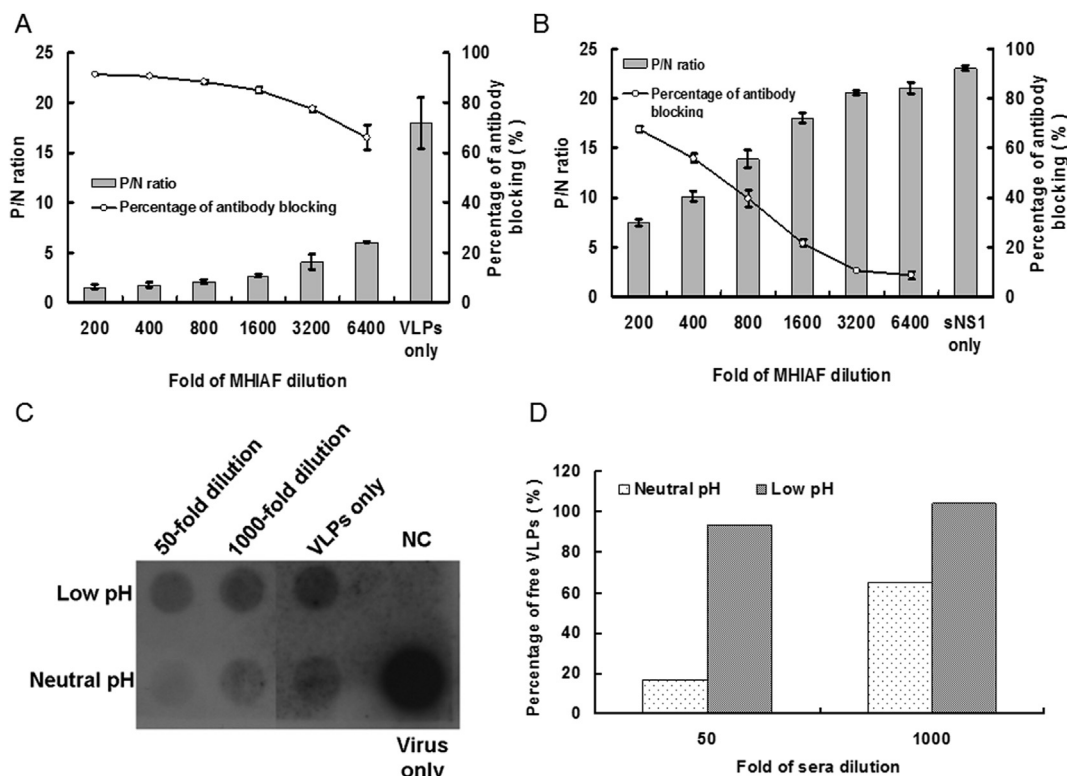 A
P/N ration
25
20
15
10
5
0
100
80
60
40
20
0
Percentage of antibody
blocking ( % )
P/N ratio
Percentage of antibody blocking
200 400 800 1600 3200 6400 VLPs
only
Fold of MHIAF dilution
B
P/N ratio
25
20
15
10
5
0
100
80
60
40
20
0
Percentage of antibody
blocking ( % )
P/N ratio
Percentage of antibody
blocking
200 400 800 1600 3200 6400 sNS1
only
Fold of MHIAF dilution
C
50-fold dilution
1000-fold dilution
VLPs only
NC
Low pH
Neutral pH
Virus
only
D
Percentage of free VLPs ( % )
120
100
80
60
40
20
0
Neutral pH Low pH
50 1000
Fold of sera dilution